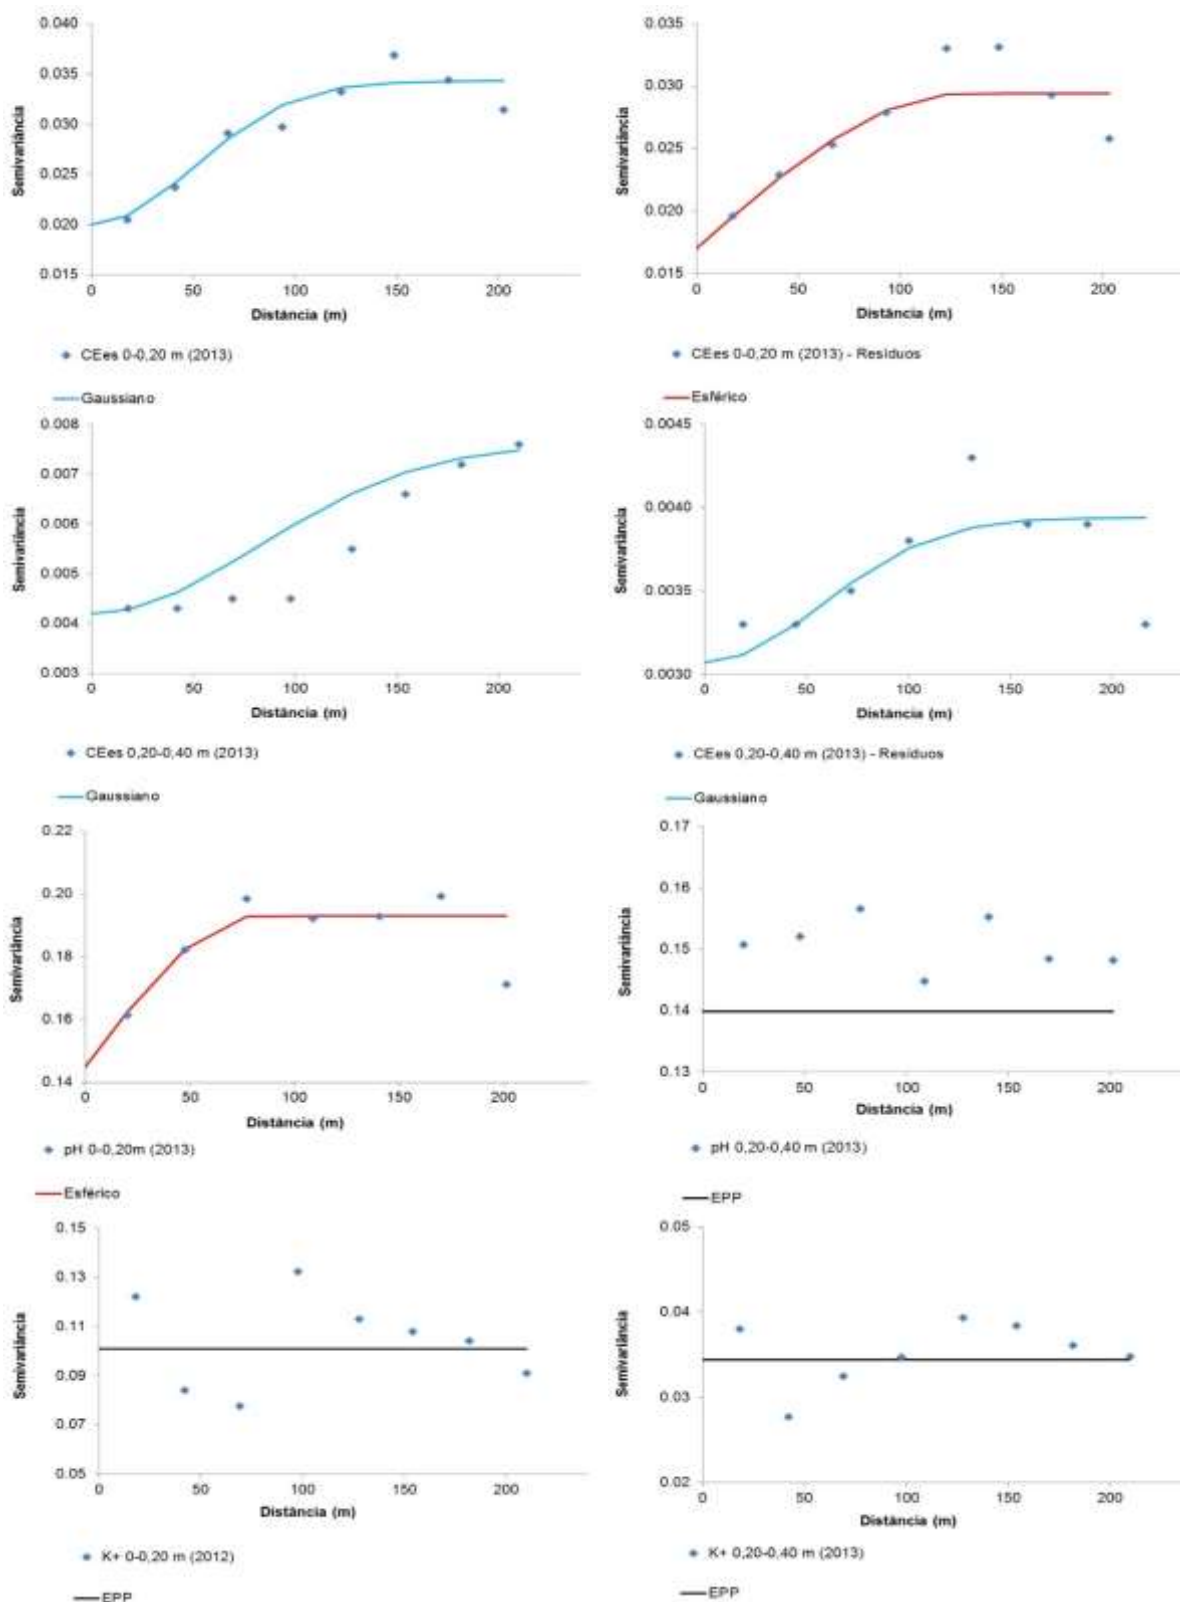 0.040
0.035
0.030
0.025
0.020
0.015
Semivariância
0 50 100 150 200
Distância (m)
CEes 0-0,20 m (2013)
Gaussiano
0.035
0.030
0.025
0.020
0.015
Semivariância
0 50 100 150 200
Distância (m)
CEes 0-0,20 m (2013) - Resíduos
Esférico
0.008
0.007
0.006
0.005
0.004
0.003
Semivariância
0 50 100 150 200
Distância (m)
CEes 0,20-0,40 m (2013)
Gaussiano
0.0045
0.0040
0.0035
0.0030
Semivariância
0 50 100 150 200
Distância (m)
CEes 0,20-0,40 m (2013) - Resíduos
Gaussiano
0.22
0.20
0.18
0.16
0.14
Semivariância
0 50 100 150 200
Distância (m)
pH 0-0,20m (2013)
Esférico
0.17
0.16
0.15
0.14
0.13
Semivariância
0 50 100 150 200
Distância (m)
pH 0,20-0,40 m (2013)
EPP
0.15
0.13
0.11
0.09
0.07
0.05
Semivariância
0 50 100 150 200
Distância (m)
K+ 0-0,20 m (2012)
EPP
0.05
0.04
0.03
0.02
Semivariância
0 50 100 150 200
Distância (m)
K+ 0,20-0,40 m (2013)
EPP